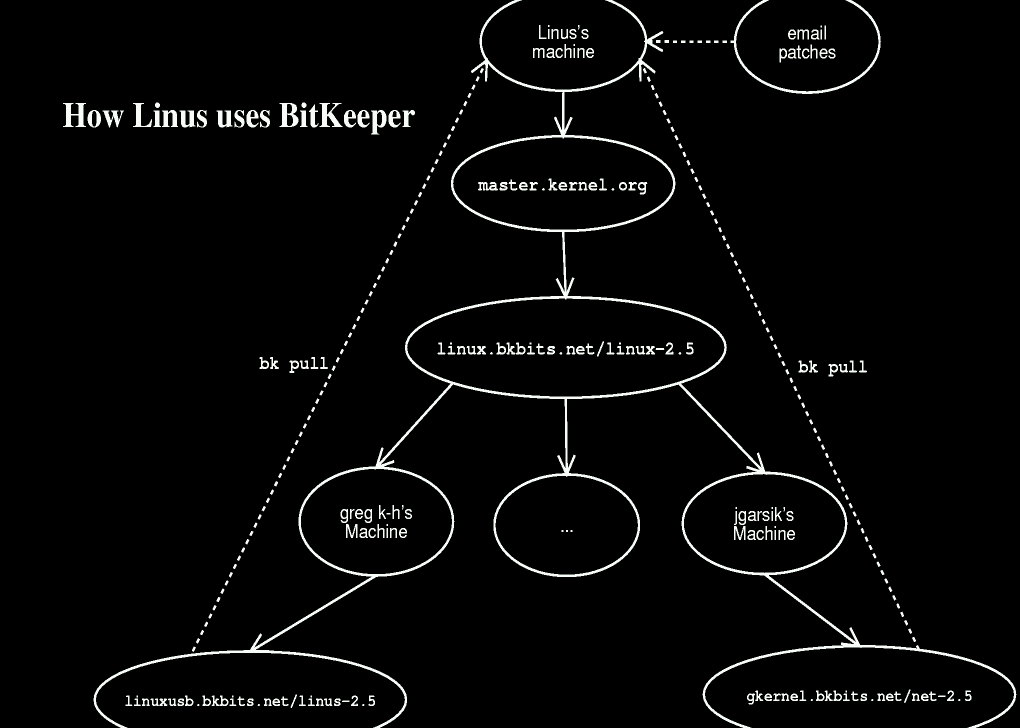 Linus's
machine
email
patches
How Linus uses BitKeeper
master.kernel.org
linux.bkbits.net/linux-2.5
bk pull
bk pull
greg k-h's
Machine
...
jgarsik's
Machine
linuxusb.bkbits.net/linus-2.5
gkernel.bkbits.net/net-2.5